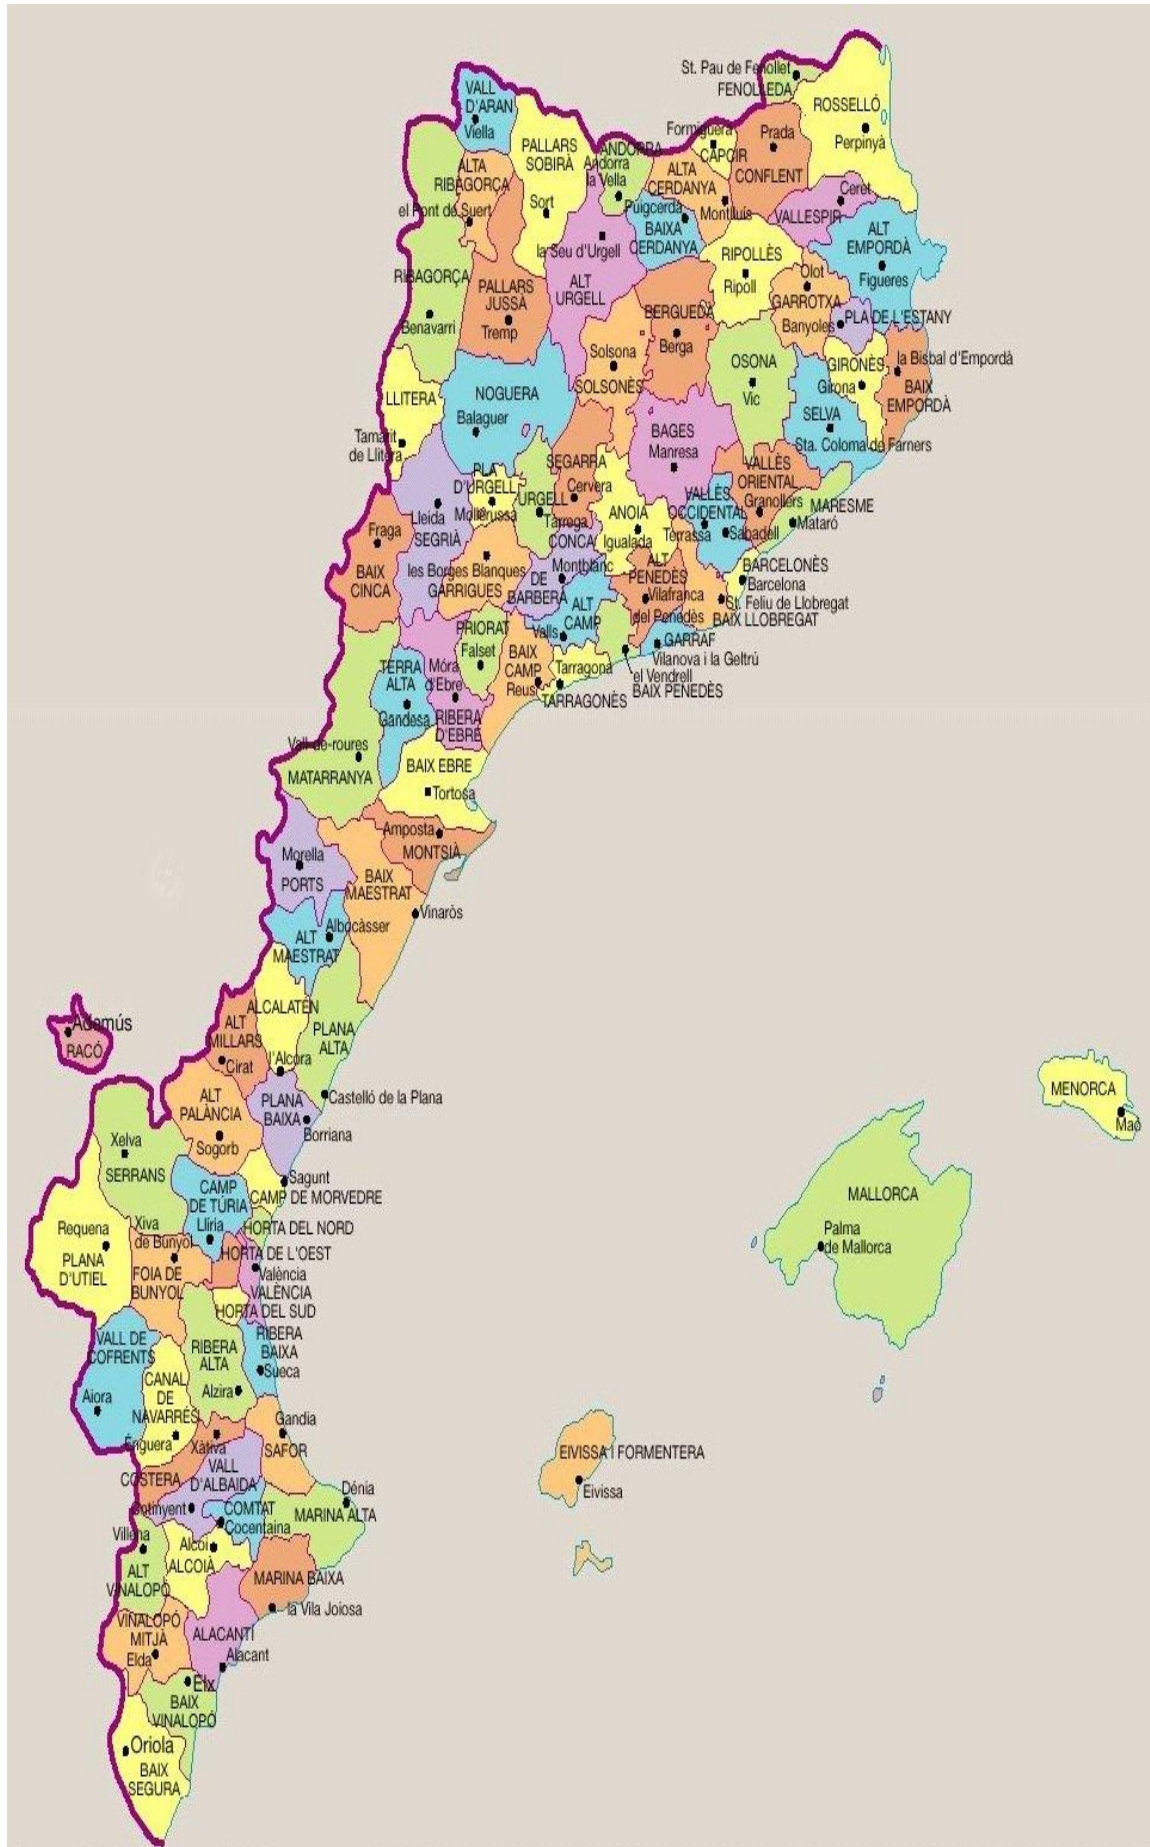 St. Pau de Fenollet
FENOLLEDA
ROSSELLÓ
Perpinyà
VALL
D'ARAN
Viella
PALLARS
SOBIRÀ
Sort
ANDORRA
Andorra
la Vella
Formiguera
CAPCIR
Prada
CONFLENT
ALTA
RIBAGORÇA
el Pont de Suert
ALTA
CERDANYA
Montlluís
Puigcerdà
BAIXA
CERDANYA
Ceret
VALLESPIR
la Seu d'Urgell
ALT
URGELL
RIPOLLÈS
Ripoll
ALT
EMPORDÀ
Figueres
RIBAGORÇA
Benavarri
PALLARS
JUSSÀ
Tremp
BERGUEDÀ
Berga
Olot
GARROTXA
Banyoles
PLA DE L'ESTANY
Solsona
SOLSONÈS
OSONA
Vic
GIRONÈS
Girona
la Bisbal d'Empordà
BAIX
EMPORDÀ
LLITERA
Tamarit
de Llitera
NOGUERA
Balaguer
SELVA
Sta. Coloma de Farners
BAGES
Manresa
SEGARRA
Cervera
VALLÈS
ORIENTAL
Granollers
MARESME
Mataró
PLA
D'URGELL
Mollerussa
URGELL
Tàrrega
ANOIA
Igualada
VALLÈS
OCCIDENTAL
Terrassa
Sabadell
Lleida
SEGRIÀ
Fraga
BAIX
CINCA
les Borges Blanques
GARRIGUES
CONCA
Montblanc
DE
BARBERÀ
ALT
PENEDÈS
Vilafranca
del Penedès
BARCELONÈS
Barcelona
St. Feliu de Llobregat
BAIX LLOBREGAT
ALT
CAMP
Valls
GARRAF
Vilanova i la Geltrú
el Vendrell
BAIX PENEDÈS
PRIORAT
Falset
BAIX
CAMP
Reus
Tarragona
TARRAGONÈS
TERRA
ALTA
Gandesa
Móra
d'Ebre
RIBERA
D'EBRE
Vall-de-roures
MATARRANYA
BAIX EBRE
Tortosa
Amposta
MONTSIÀ
Morella
PORTS
BAIX
MAESTRAT
Vinaròs
Albocàsser
ALT
MAESTRAT
ALCALATÉN
l'Alcora
PLANA
ALTA
Castelló de la Plana
ALT
MILLARS
Cirat
Ademús
RACÓ
ALT
PALÀNCIA
Sogorb
PLANA
BAIXA
Borriana
MENORCA
Maó
Xelva
SERRANS
Sagunt
CAMP DE MORVEDRE
CAMP
DE TÚRIA
Llíria
MALLORCA
Palma
de Mallorca
Requena
PLANA
D'UTIEL
Xiva
de Bunyol
FOIA DE
BUNYOL
HORTA DEL NORD
HORTA DE L'OEST
València
VALÈNCIA
HORTA DEL SUD
VALL DE
COFRENTS
Aiora
RIBERA
ALTA
Alzira
RIBERA
BAIXA
Sueca
CANAL
DE
NAVARRÉS
Énguera
Gandia
SAFOR
Xàtiva
COSTERA
VALL
D'ALBAIDA
Ontinyent
EIVISSA I FORMENTERA
Eivissa
COMTAT
Cocentaina
Dénia
MARINA ALTA
Villena
ALT
VINALOPÓ
Alcoi
ALCOIÀ
MARINA BAIXA
la Vila Joiosa
VINALOPÓ
MITJÀ
Elda
ALACANTÍ
Alacant
Elx
BAIX
VINALOPÓ
Oriola
BAIX
SEGURA